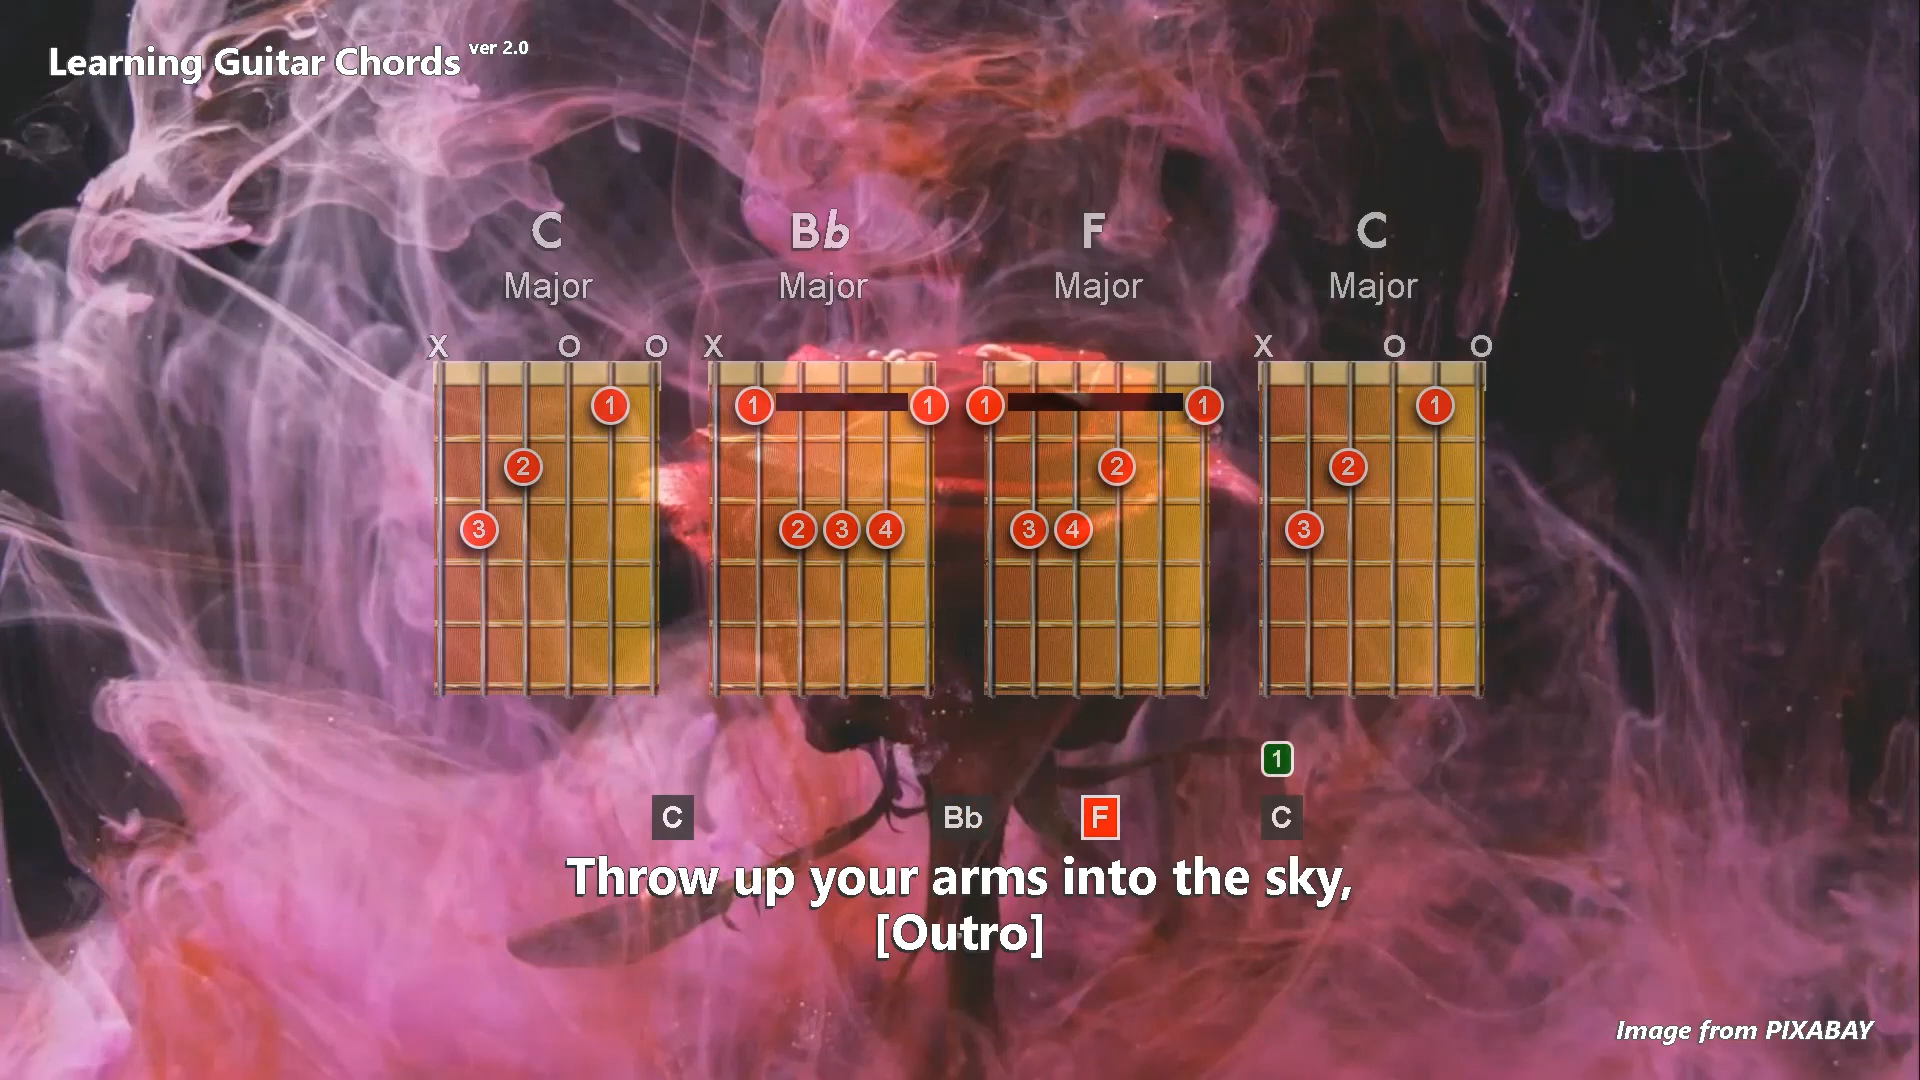 Learning Guitar Chords ver 2.0
C Bb F C
Major Major Major Major
X O O X X O O
1 1 1 1 1 1
2 2 2
3 2 3 4 3 4 3
1
C Bb F C
Throw up your arms into the sky,
[Outro]
Image from PIXABAY